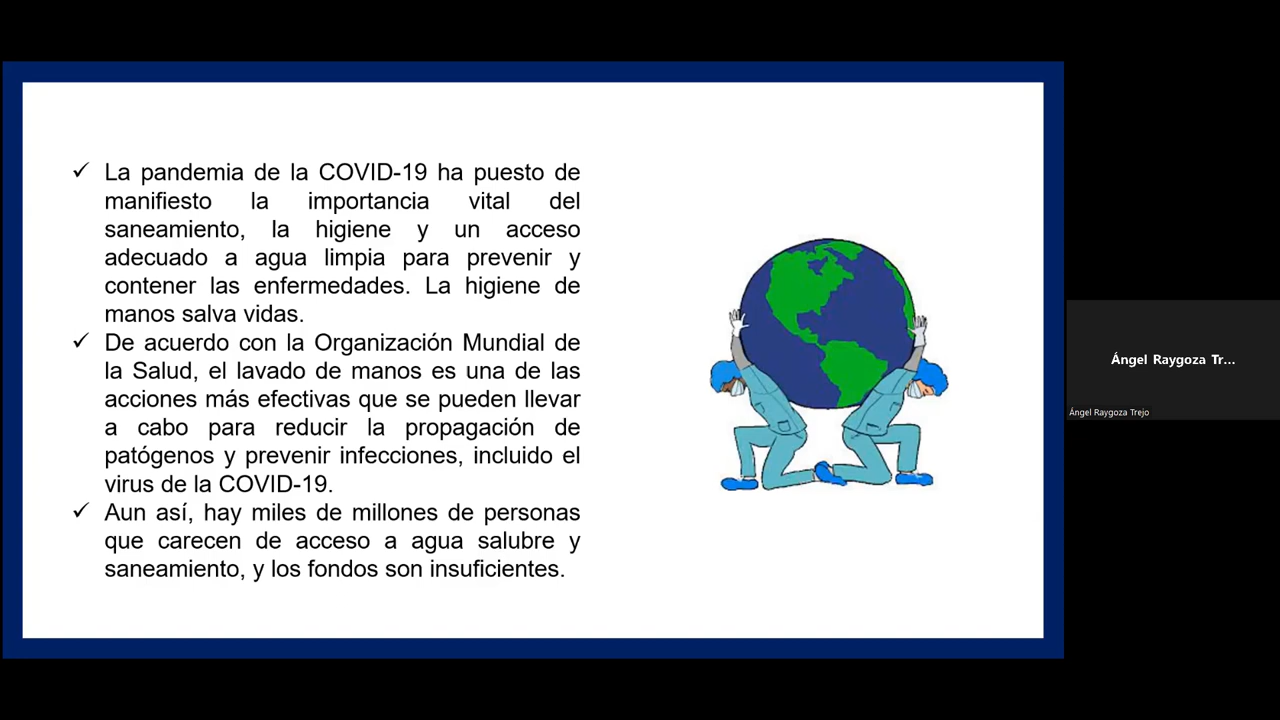 ✓ La pandemia de la COVID-19 ha puesto de
manifiesto la importancia vital del
saneamiento, la higiene y un acceso
adecuado a agua limpia para prevenir y
contener las enfermedades. La higiene de
manos salva vidas.
✓ De acuerdo con la Organización Mundial de
la Salud, el lavado de manos es una de las
acciones más efectivas que se pueden llevar
a cabo para reducir la propagación de
patógenos y prevenir infecciones, incluido el
virus de la COVID-19.
✓ Aun así, hay miles de millones de personas
que carecen de acceso a agua salubre y
saneamiento, y los fondos son insuficientes.
Ángel Raygoza Tr...
Ángel Raygoza Trejo